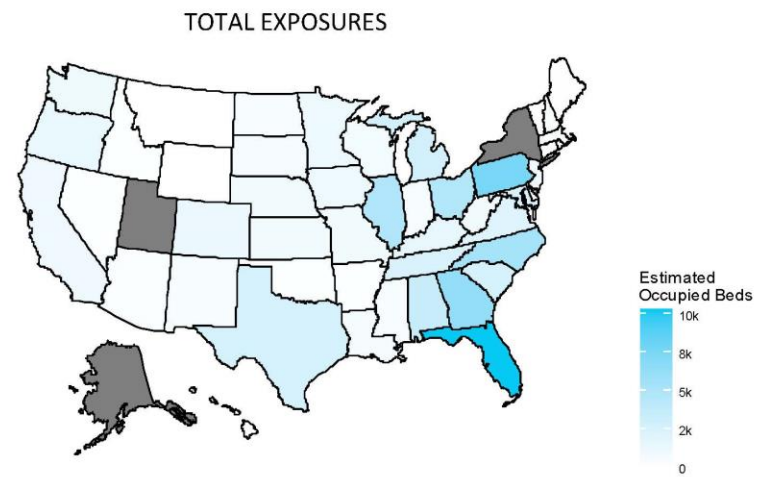 TOTAL EXPOSURES
Estimated
Occupied Beds
10k
8k
5k
2k
0